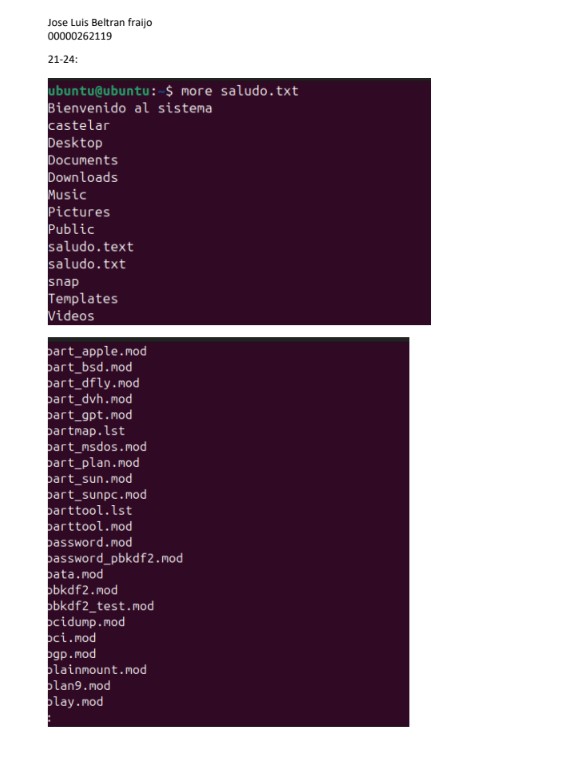 Jose Luis Beltran fraijo
00000262119
21-24:
ubuntu@ubuntu:~$ more saludo.txt
Bienvenido al sistema
castelar
Desktop
Documents
Downloads
Music
Pictures
Public
saludo.text
saludo.txt
snap
Templates
Videos
part_apple.mod
part_bsd.mod
part_dfly.mod
part_dvh.mod
part_gpt.mod
partmap.lst
part_msdos.mod
part_plan.mod
part_sun.mod
part_sunpc.mod
parttool.lst
parttool.mod
password.mod
password_pbkdf2.mod
pata.mod
pbkdf2.mod
pbkdf2_test.mod
pcidump.mod
pci.mod
pgp.mod
plainmount.mod
plan9.mod
play.mod
: